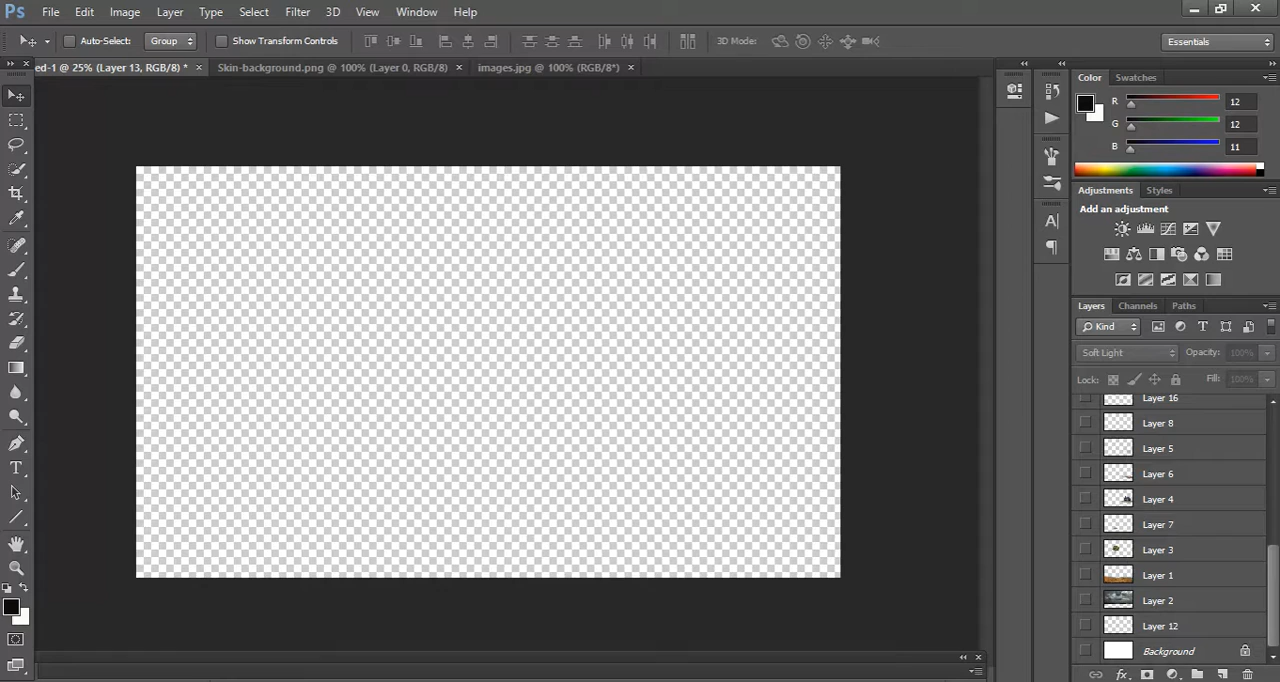 Ps File Edit Image Layer Type Select Filter 3D View Window Help
Auto-Select: Group Show Transform Controls 3D Mode: Essentials
ed-1 @ 25% (Layer 13, RGB/8) * × Skin-background.png @ 100% (Layer 0, RGB/8) × images.jpg @ 100% (RGB/8*) ×
Color Swatches
R 12
G 12
B 11
Adjustments Styles
Add an adjustment
Layers Channels Paths
Kind
Soft Light Opacity: 100%
Lock: Fill: 100%
Layer 16
Layer 8
Layer 5
Layer 6
Layer 4
Layer 7
Layer 3
Layer 1
Layer 2
Layer 12
Background